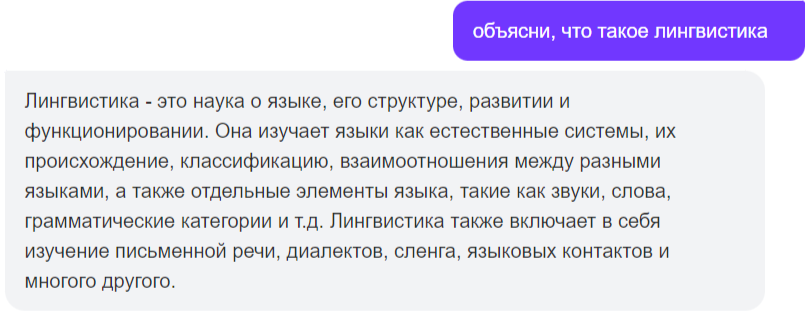 объясни, что такое лингвистика
Лингвистика - это наука о языке, его структуре, развитии и
функционировании. Она изучает языки как естественные системы, их
происхождение, классификацию, взаимоотношения между разными
языками, а также отдельные элементы языка, такие как звуки, слова,
грамматические категории и т.д. Лингвистика также включает в себя
изучение письменной речи, диалектов, сленга, языковых контактов и
многого другого.